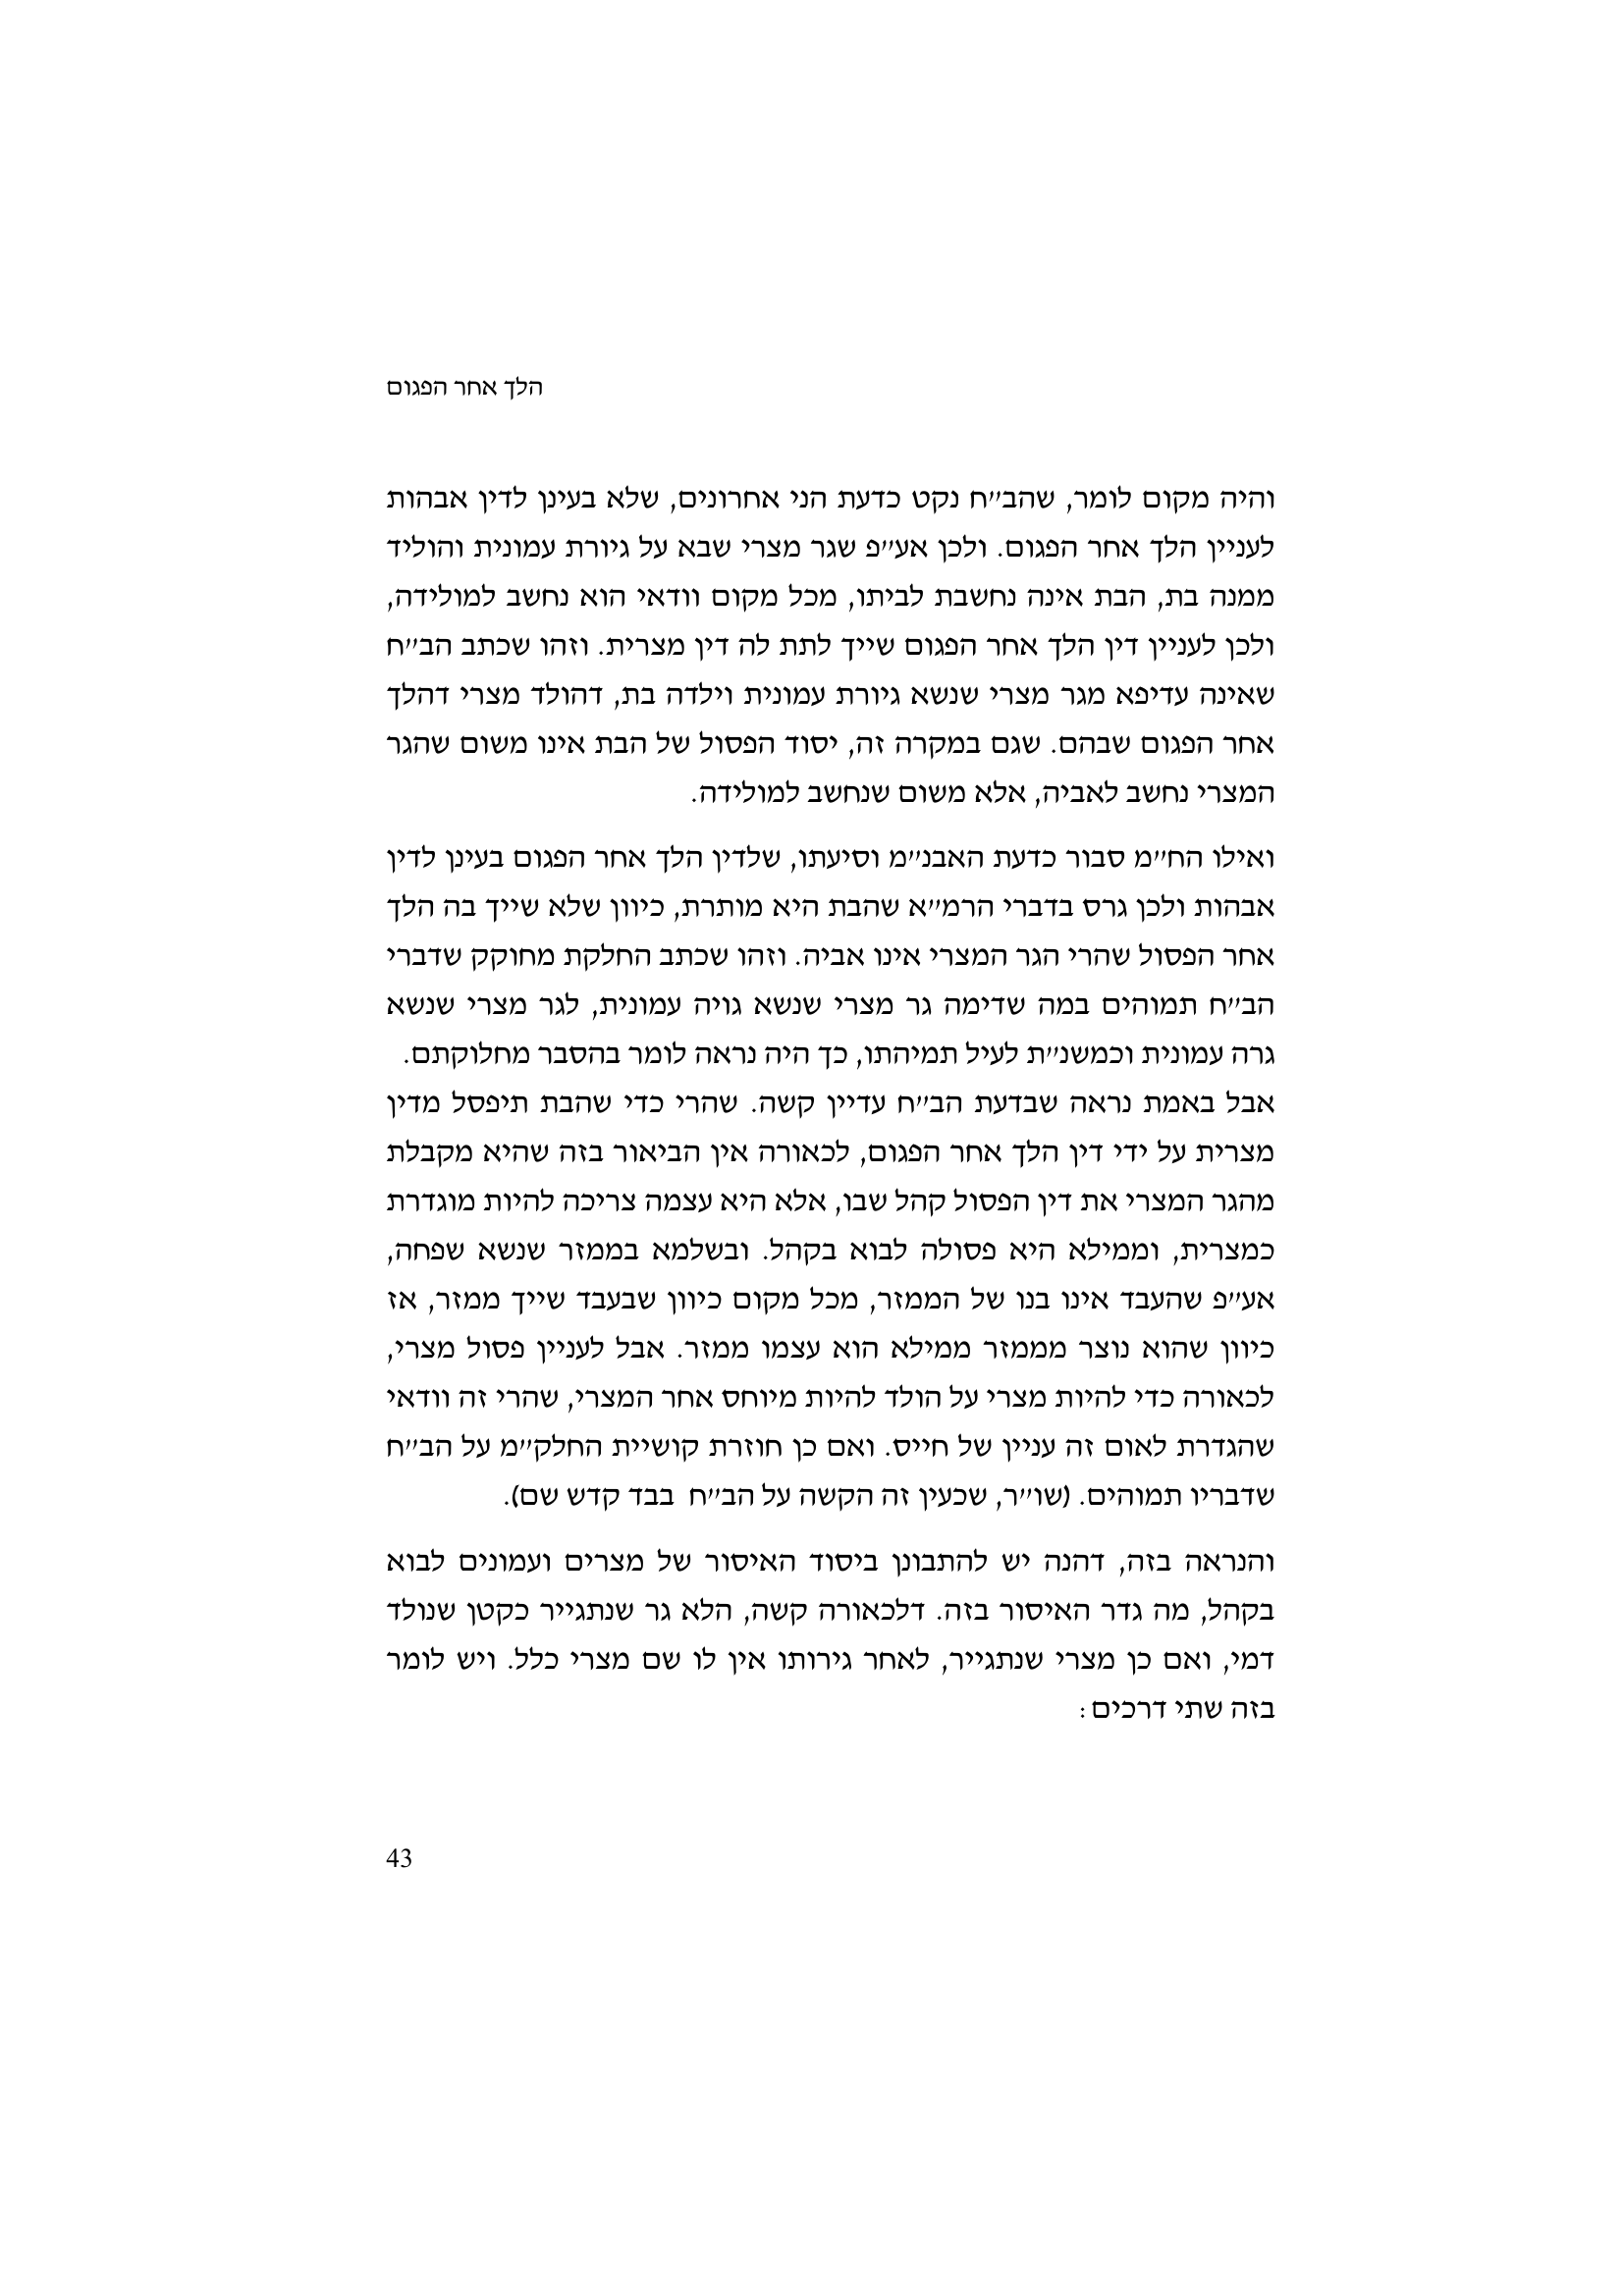 הלך אחר הפגום
והיה מקום לומר, שהב״ח נקט כדעת הני אחרונים, שלא בעינן לדין אבהות
לעניין הלך אחר הפגום. ולכן אע״פ שגר מצרי שבא על גיורת עמונית והוליד
ממנה בת, הבת אינה נחשבת לביתו, מכל מקום וודאי הוא נחשב למולידה,
ולכן לעניין דין הלך אחר הפגום שייך לתת לה דין מצרית. וזהו שכתב הב״ח
שאינה עדיפא מגר מצרי שנשא גיורת עמונית וילדה בת, דהולד מצרי דהלך
אחר הפגום שבהם. שגם במקרה זה, יסוד הפסול של הבת אינו משום שהגר
המצרי נחשב לאביה, אלא משום שנחשב למולידה.
ואילו הח״מ סבור כדעת האבנ״מ וסיעתו, שלדין הלך אחר הפגום בעינן לדין
אבהות ולכן גרס בדברי הרמ״א שהבת היא מותרת, כיוון שלא שייך בה הלך
אחר הפסול שהרי הגר המצרי אינו אביה. וזהו שכתב החלקת מחוקק שדברי
הב״ח תמוהים במה שדימה גר מצרי שנשא גויה עמונית, לגר מצרי שנשא
גרה עמונית וכמשנ״ת לעיל תמיהתו, כך היה נראה לומר בהסבר מחלוקתם.
אבל באמת נראה שבדעת הב״ח עדיין קשה. שהרי כדי שהבת תיפסל מדין
מצרית על ידי דין הלך אחר הפגום, לכאורה אין הביאור בזה שהיא מקבלת
מהגר המצרי את דין הפסול קהל שבו, אלא היא עצמה צריכה להיות מוגדרת
כמצרית, וממילא היא פסולה לבוא בקהל. ובשלמא בממזר שנשא שפחה,
אע״פ שהעבד אינו בנו של הממזר, מכל מקום כיוון שבעבד שייך ממזר, אז
כיוון שהוא נוצר מממזר ממילא הוא עצמו ממזר. אבל לעניין פסול מצרי,
לכאורה כדי להיות מצרי על הולד להיות מיוחס אחר המצרי, שהרי זה וודאי
שהגדרת לאום זה עניין של חייס. ואם כן חוזרת קושיית החלק״מ על הב״ח
שדבריו תמוהים. (שו״ר, שכעין זה הקשה על הב״ח בבד קדש שם).
והנראה בזה, דהנה יש להתבונן ביסוד האיסור של מצרים ועמונים לבוא
בקהל, מה גדר האיסור בזה. דלכאורה קשה, הלא גר שנתגייר כקטן שנולד
דמי, ואם כן מצרי שנתגייר, לאחר גירותו אין לו שם מצרי כלל. ויש לומר
בזה שתי דרכים:
43